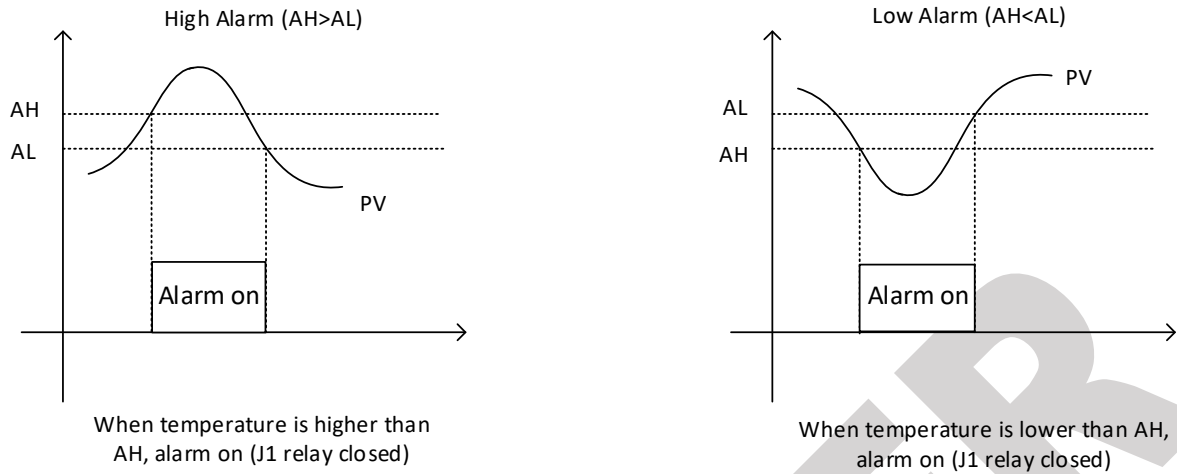 High Alarm (AH>AL)
AH
AL
PV
Alarm on
When temperature is higher than
AH, alarm on (J1 relay closed)
Low Alarm (AH<AL)
PV
AL
AH
Alarm on
When temperature is lower than AH,
alarm on (J1 relay closed)